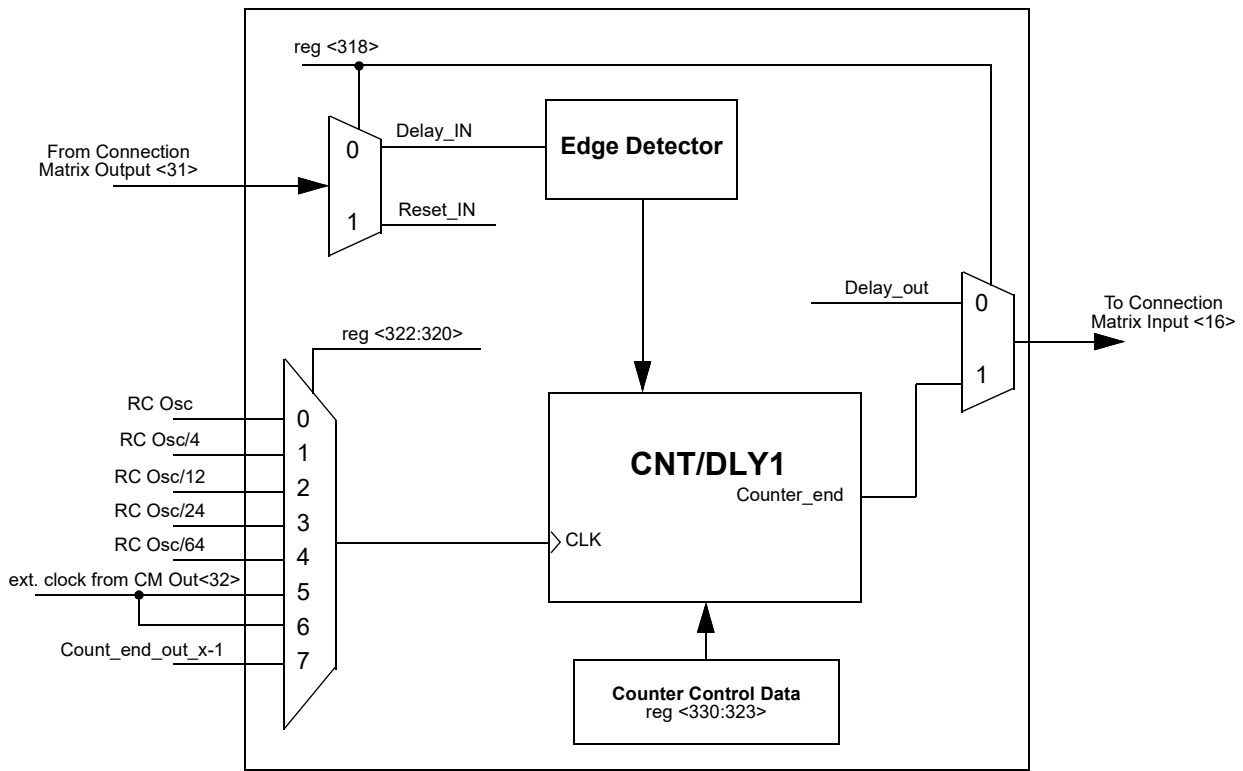 reg <318>
From Connection
Matrix Output <31>
0
1
Delay_IN
Reset_IN
Edge Detector
Delay_out
0
1
To Connection
Matrix Input <16>
reg <322:320>
RC Osc
0
RC Osc/4
1
RC Osc/12
2
RC Osc/24
3
RC Osc/64
4
ext. clock from CM Out<32>
5
6
Count_end_out_x-1
7
CNT/DLY1
Counter_end
CLK
Counter Control Data
reg <330:323>